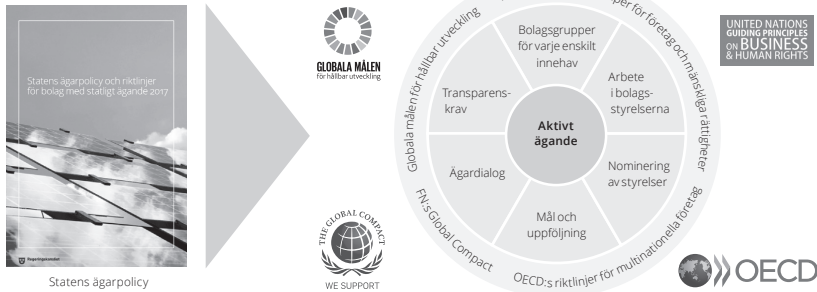 Statens ägarpolicy och riktlinjer
för bolag med statligt ägande 2017
Regeringskansliet
Statens ägarpolicy
GLOBALA MÅLEN
för hållbar utveckling
THE GLOBAL COMPACT
WE SUPPORT
Globala målen för hållbar utveckling
per för företag och mänskliga rättigheter
FN:s Global Compact
OECD:s riktlinjer för multinationella företag
Bolagsgrupper
för varje enskilt
innehav
Arbete
i bolags-
styrelserna
Nominering
av styrelser
Mål och
uppföljning
Ägardialog
Transparens-
krav
Aktivt
ägande
UNITED NATIONS
GUIDING PRINCIPLES
ON BUSINESS
& HUMAN RIGHTS
OECD